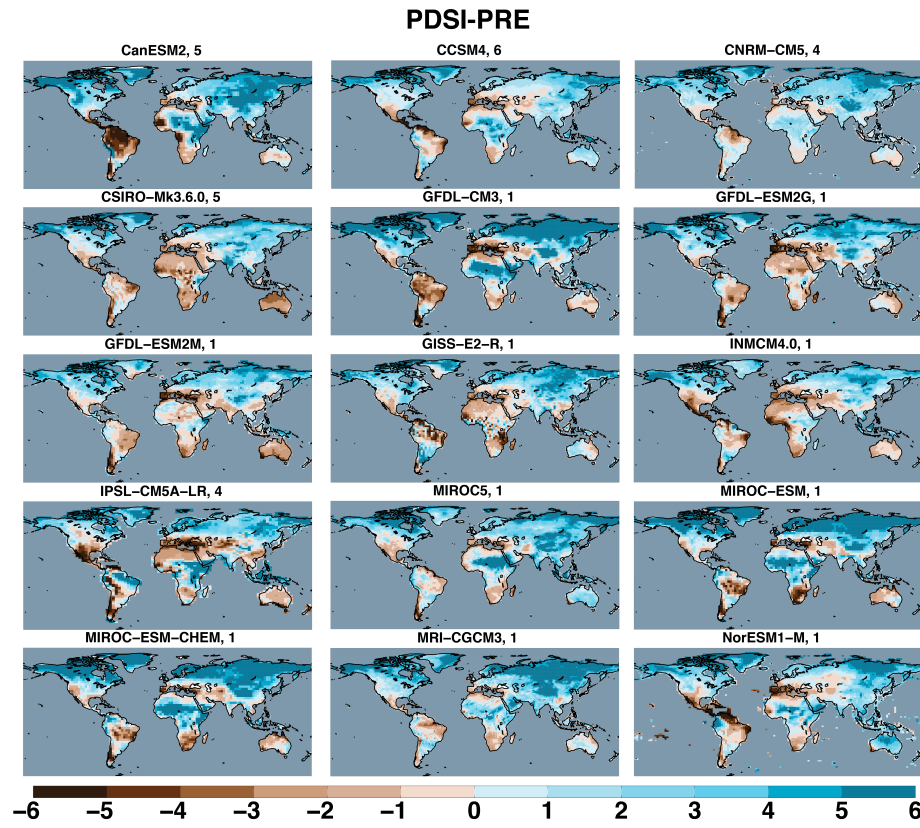 PDSI-PRE
CanESM2, 5
CCSM4, 6
CNRM−CM5, 4
CSIRO−Mk3.6.0, 5
GFDL−CM3, 1
GFDL−ESM2G, 1
GFDL−ESM2M, 1
GISS−E2−R, 1
INMCM4.0, 1
IPSL−CM5A−LR, 4
MIROC5, 1
MIROC−ESM, 1
MIROC−ESM−CHEM, 1
MRI−CGCM3, 1
NorESM1−M, 1
−6 −5 −4 −3 −2 −1 0 1 2 3 4 5 6